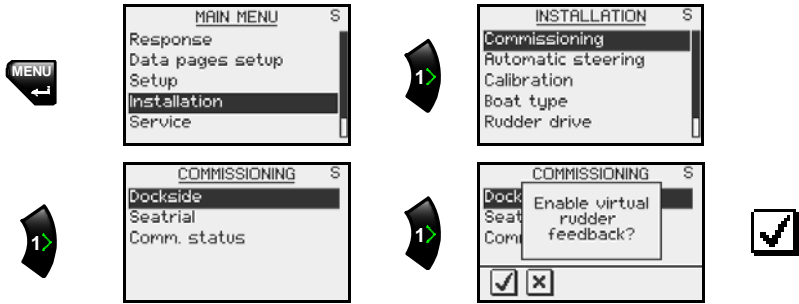 MENU
MAIN MENU S
Response
Data pages setup
Setup
Installation
Service
1>
INSTALLATION S
Commissioning
Automatic steering
Calibration
Boat type
Rudder drive
1>
COMMISSIONING S
Dockside
Seatrial
Comm. status
1>
COMMISSIONING S
Dock
Seat
Comm
Enable virtual
rudder
feedback?